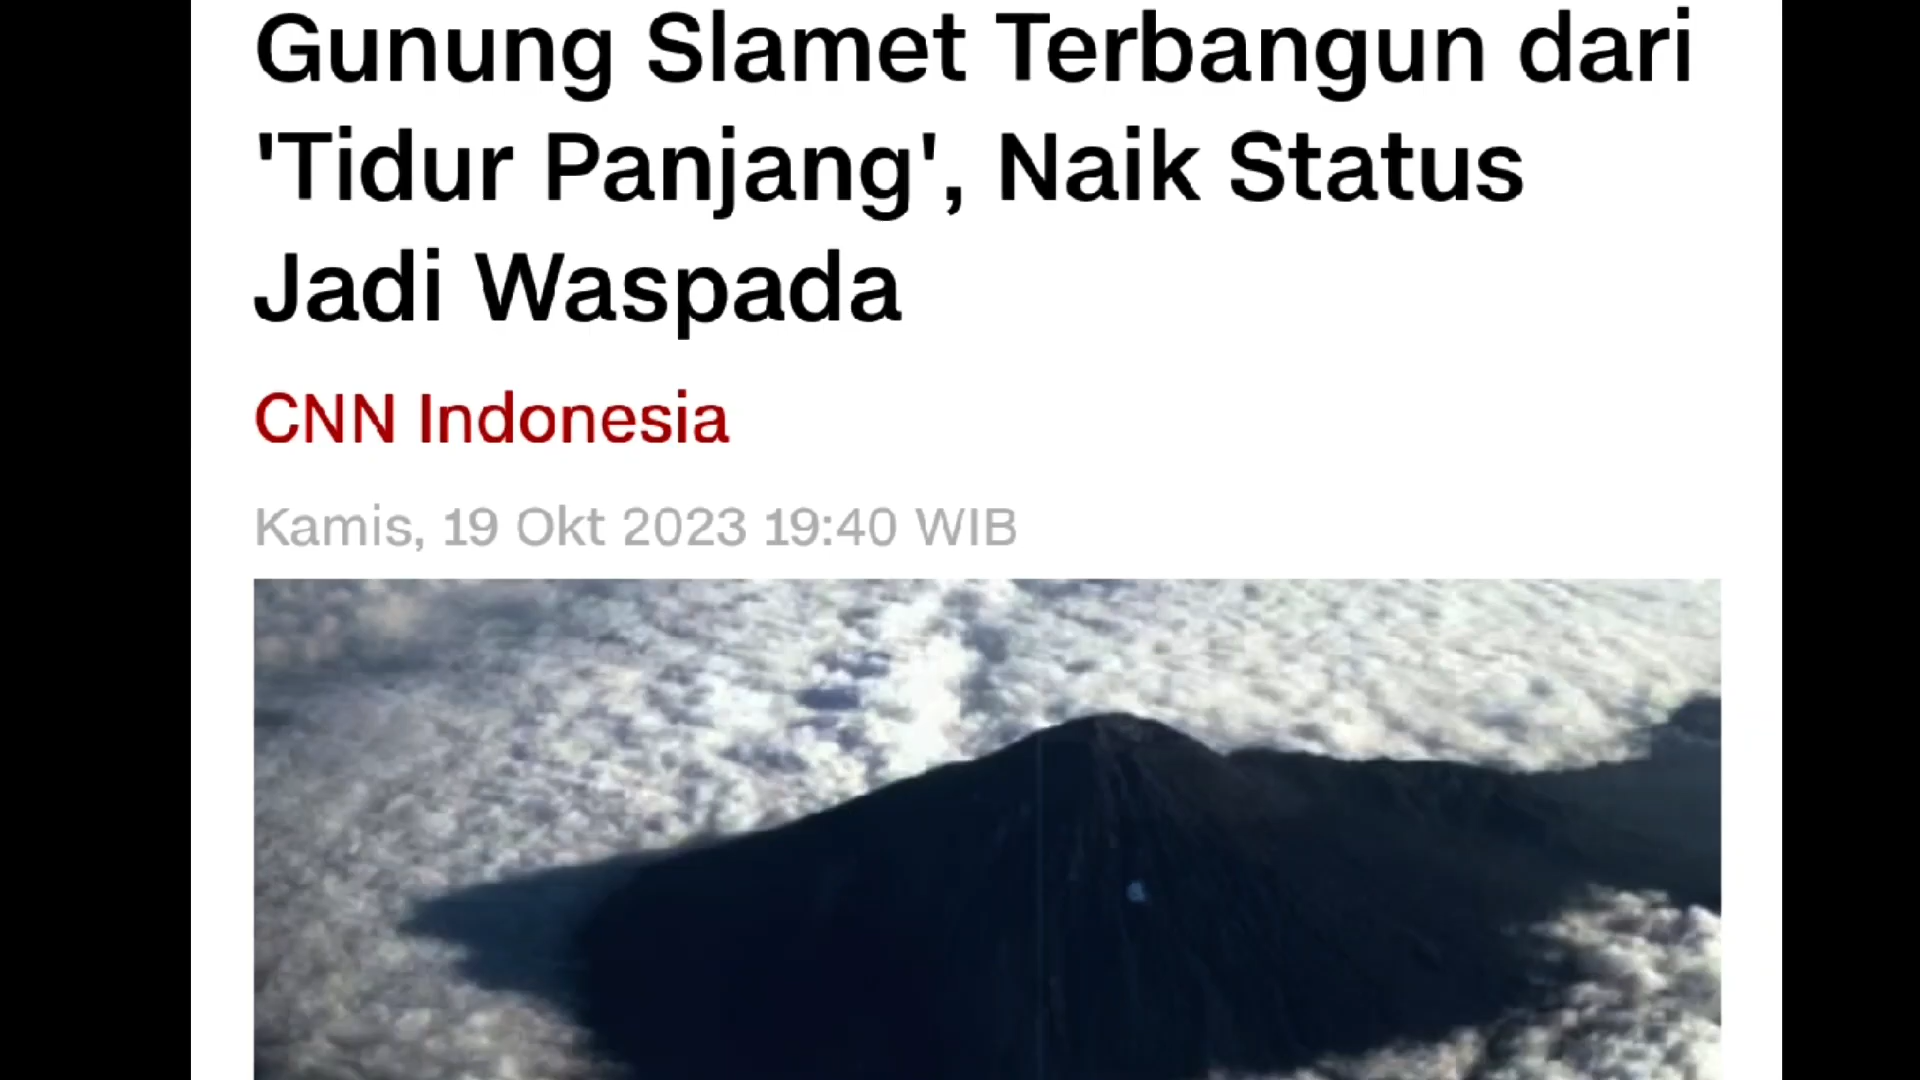 Gunung Slamet Terbangun dari
'Tidur Panjang', Naik Status
Jadi Waspada
CNN Indonesia
Kamis, 19 Okt 2023 19:40 WIB